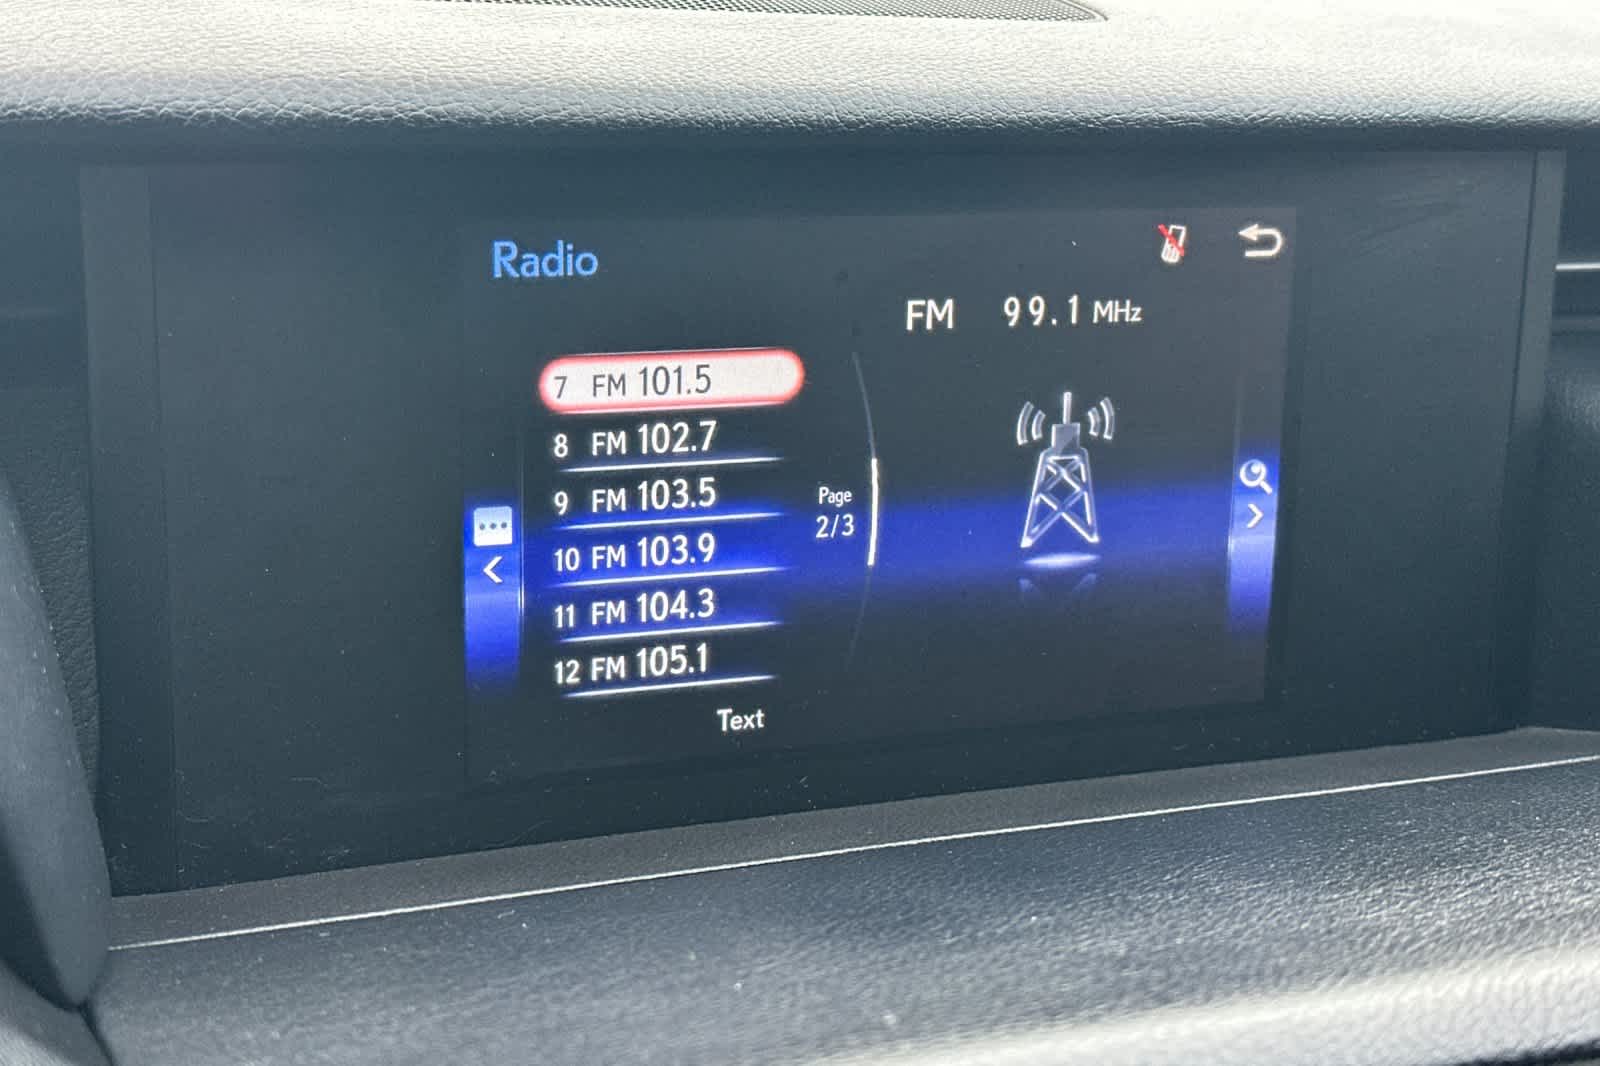 Radio
FM 99.1 MHz
7 FM 101.5
8 FM 102.7
9 FM 103.5
10 FM 103.9
11 FM 104.3
12 FM 105.1
Page
2/3
Text